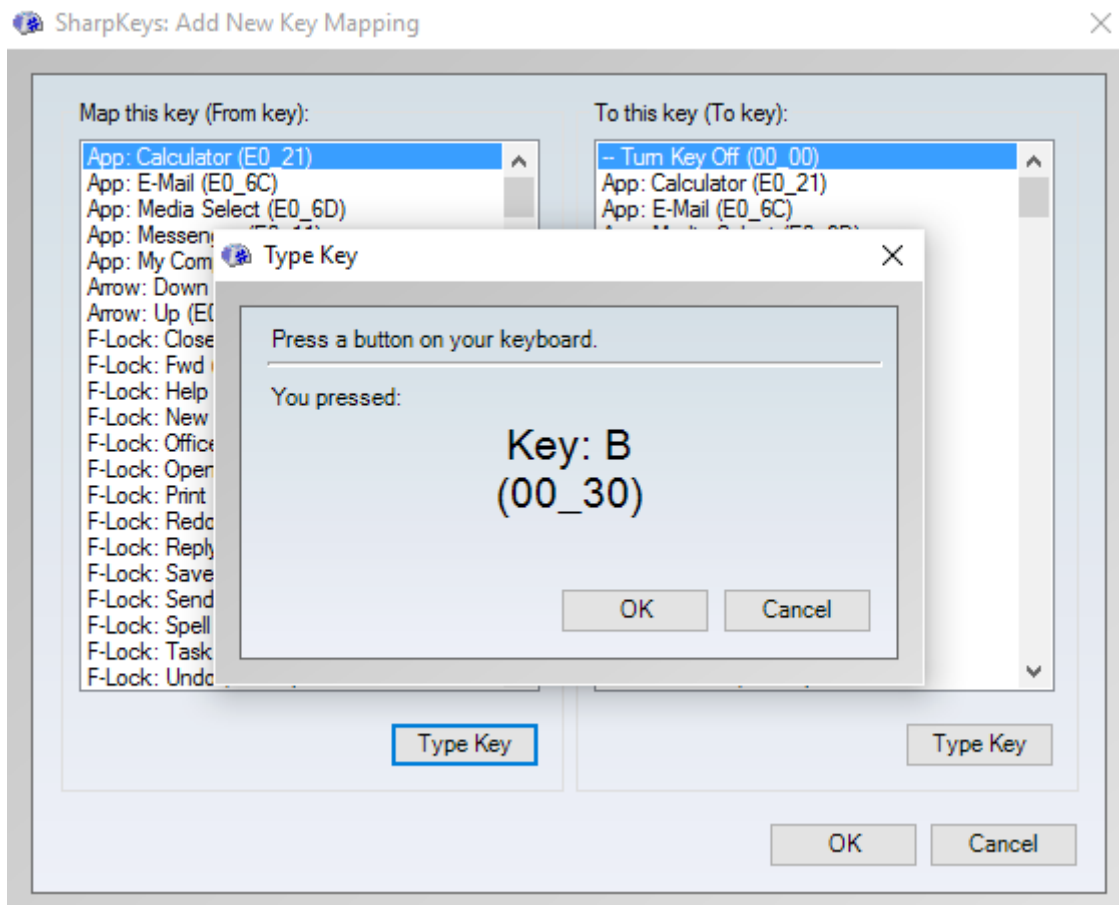 SharpKeys: Add New Key Mapping
Map this key (From key):
App: Calculator (E0_21)
App: E-Mail (E0_6C)
App: Media Select (E0_6D)
App:
App: My Com
Arrow: Down
Arrow: Up (E0
F-Lock: Close
F-Lock: Fwd
F-Lock: Help
F-Lock: New
F-Lock: Office
F-Lock: Open
F-Lock: Print
F-Lock: Redo
F-Lock: Reply
F-Lock: Save
F-Lock: Send
F-Lock: Spell
F-Lock: Task
F-Lock: Undo
Type Key
To this key (To key):
-- Turn Key Off (00_00)
App: Calculator (E0_21)
App: E-Mail (E0_6C)
Type Key
Type Key
Press a button on your keyboard.
You pressed:
Key: B
(00_30)
OK
Cancel
OK
Cancel